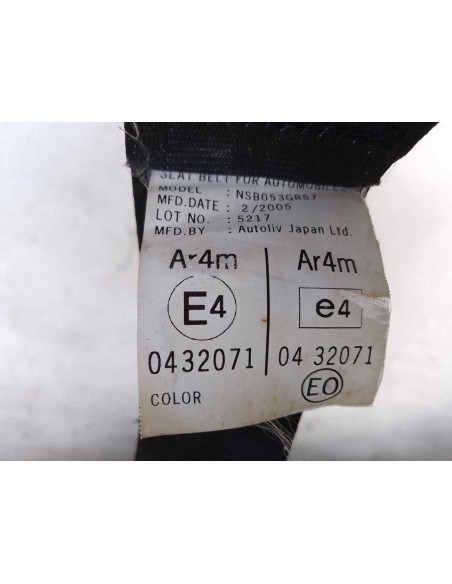 SEAT BELT FOR AUTOMOBILES
MODEL : NSB053GR57
MFD.DATE : 2/2005
LOT NO. : 5217
MFD.BY : Autoliv Japan Ltd.
Ar4m Ar4m
E4 e4
0432071 04 32071
COLOR EO